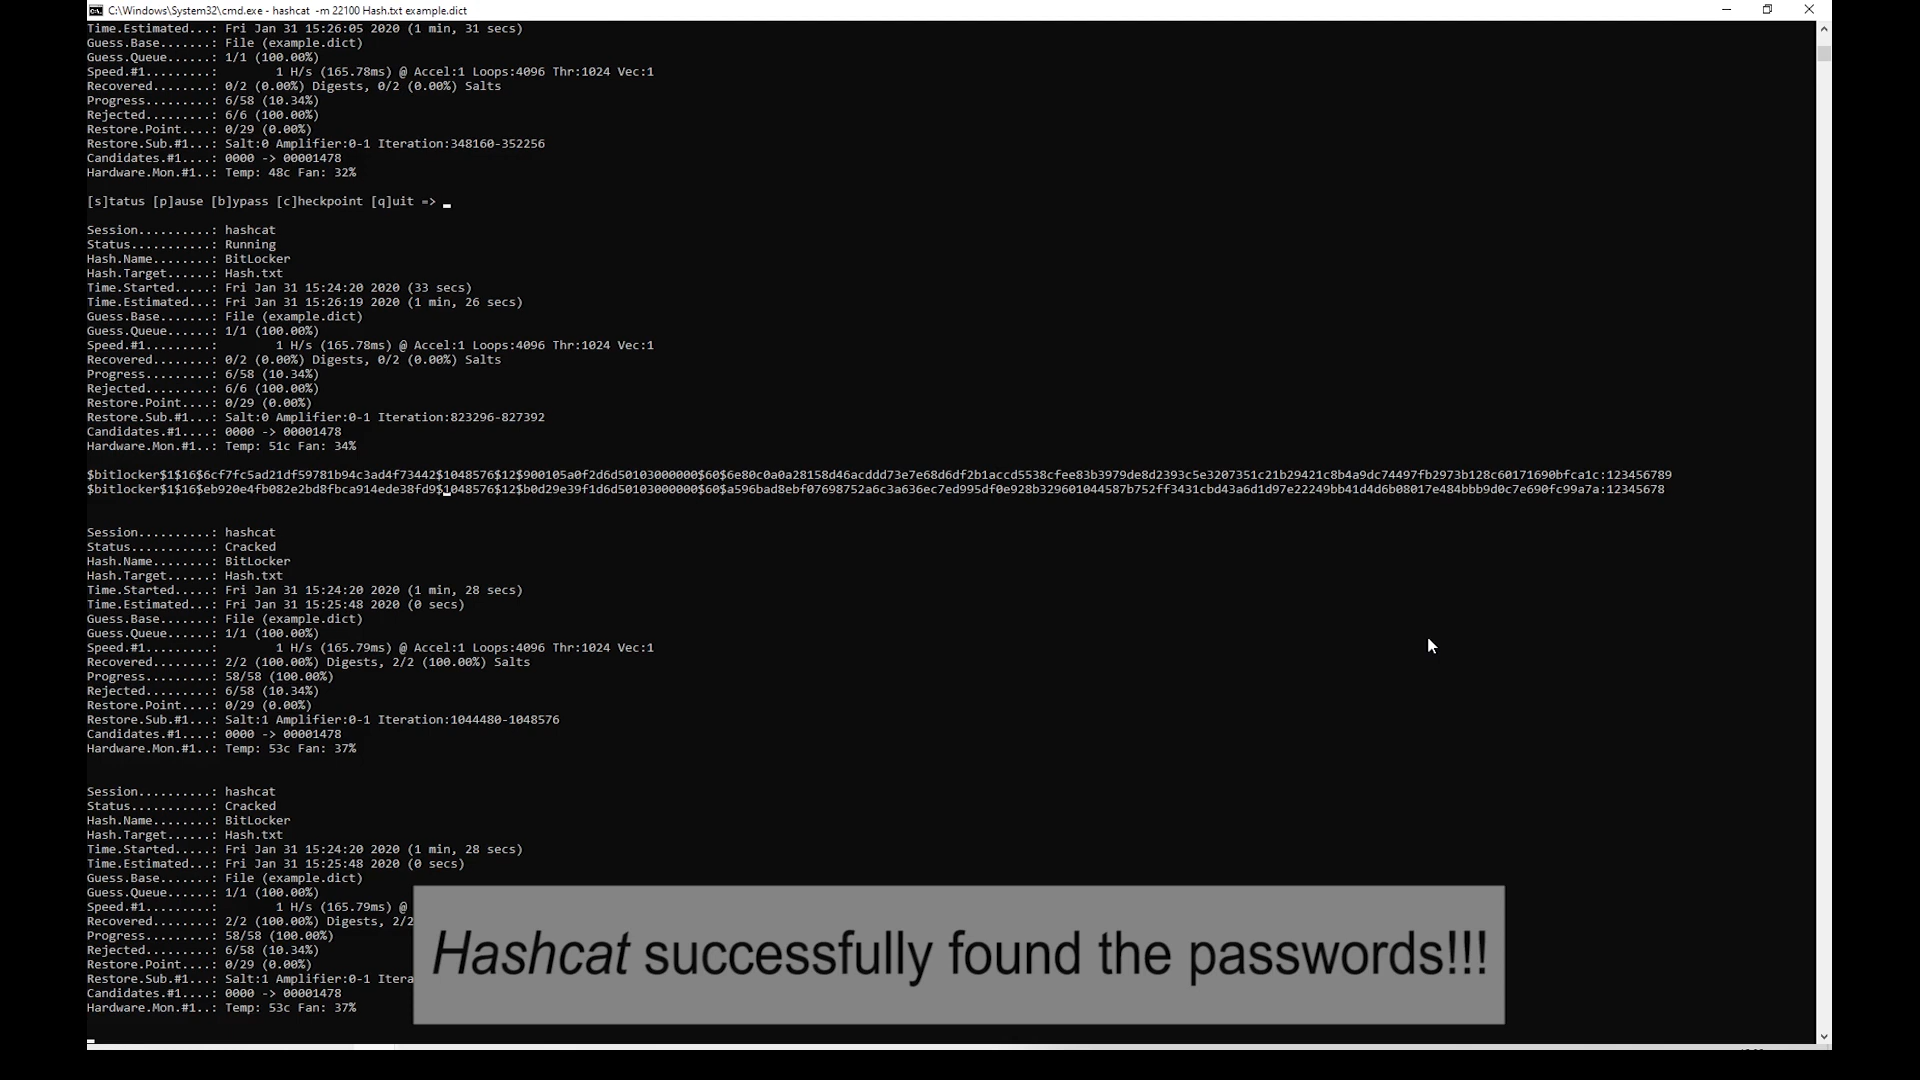 C:\Windows\System32\cmd.exe - hashcat  -m 22100 Hash.txt example.dict
Time.Estimated...: Fri Jan 31 15:26:05 2020 (1 min, 31 secs)
Guess.Base.......: File (example.dict)
Guess.Queue......: 1/1 (100.00%)
Speed.#1.........:        1 H/s (165.78ms) @ Accel:1 Loops:4096 Thr:1024 Vec:1
Recovered........: 0/2 (0.00%) Digests, 0/2 (0.00%) Salts
Progress.........: 6/58 (10.34%)
Rejected.........: 6/6 (100.00%)
Restore.Point....: 0/29 (0.00%)
Restore.Sub.#1...: Salt:0 Amplifier:0-1 Iteration:348160-352256
Candidates.#1....: 0000 -> 00001478
Hardware.Mon.#1..: Temp: 48c Fan: 32%
[s]tatus [p]ause [b]ypass [c]heckpoint [q]uit => _
Session..........: hashcat
Status...........: Running
Hash.Name........: BitLocker
Hash.Target......: Hash.txt
Time.Started.....: Fri Jan 31 15:24:20 2020 (33 secs)
Time.Estimated...: Fri Jan 31 15:26:19 2020 (1 min, 26 secs)
Guess.Base.......: File (example.dict)
Guess.Queue......: 1/1 (100.00%)
Speed.#1.........:        1 H/s (165.78ms) @ Accel:1 Loops:4096 Thr:1024 Vec:1
Recovered........: 0/2 (0.00%) Digests, 0/2 (0.00%) Salts
Progress.........: 6/58 (10.34%)
Rejected.........: 6/6 (100.00%)
Restore.Point....: 0/29 (0.00%)
Restore.Sub.#1...: Salt:0 Amplifier:0-1 Iteration:823296-827392
Candidates.#1....: 0000 -> 00001478
Hardware.Mon.#1..: Temp: 51c Fan: 34%
$bitlocker$1$16$6cf7fc5ad21df59781b94c3ad4f73442$1048576$12$900105a0f2d6d50103000000$60$6e80c0a0a28158d46acddd73e7e68d6df2b1accd5538cfee83b3979de8d2393c5e3207351c21b29421c8b4a9dc74497fb2973b128c60171690bfca1c:123456789
$bitlocker$1$16$eb920e4fb082e2bd8fbca914ede38fd9$1048576$12$b0d29e39f1d6d50103000000$60$a596bad8ebf07698752a6c3a636ec7ed995df0e928b329601044587b752ff3431cbd43a6d1d97e22249bb41d4d6b08017e484bbb9d0c7e690fc99a7a:12345678
Session..........: hashcat
Status...........: Cracked
Hash.Name........: BitLocker
Hash.Target......: Hash.txt
Time.Started.....: Fri Jan 31 15:24:20 2020 (1 min, 28 secs)
Time.Estimated...: Fri Jan 31 15:25:48 2020 (0 secs)
Guess.Base.......: File (example.dict)
Guess.Queue......: 1/1 (100.00%)
Speed.#1.........:        1 H/s (165.79ms) @ Accel:1 Loops:4096 Thr:1024 Vec:1
Recovered........: 2/2 (100.00%) Digests, 2/2 (100.00%) Salts
Progress.........: 58/58 (100.00%)
Rejected.........: 6/58 (10.34%)
Restore.Point....: 0/29 (0.00%)
Restore.Sub.#1...: Salt:1 Amplifier:0-1 Iteration:1044480-1048576
Candidates.#1....: 0000 -> 00001478
Hardware.Mon.#1..: Temp: 53c Fan: 37%
Session..........: hashcat
Status...........: Cracked
Hash.Name........: BitLocker
Hash.Target......: Hash.txt
Time.Started.....: Fri Jan 31 15:24:20 2020 (1 min, 28 secs)
Time.Estimated...: Fri Jan 31 15:25:48 2020 (0 secs)
Guess.Base.......: File (example.dict)
Guess.Queue......: 1/1 (100.00%)
Speed.#1.........:        1 H/s (165.79ms) @
Recovered........: 2/2 (100.00%) Digests, 2/2
Progress.........: 58/58 (100.00%)
Rejected.........: 6/58 (10.34%)
Restore.Point....: 0/29 (0.00%)
Restore.Sub.#1...: Salt:1 Amplifier:0-1 Itera
Candidates.#1....: 0000 -> 00001478
Hardware.Mon.#1..: Temp: 53c Fan: 37%
Hashcat successfully found the passwords!!!